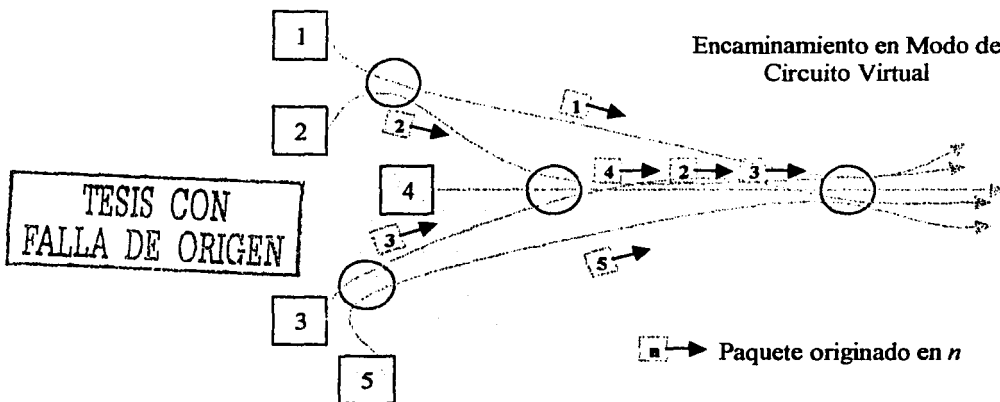 1
Encaminamiento en Modo de
Circuito Virtual
2
2
1
4
4
2
3
TESIS CON
FALLA DE ORIGEN
3
5
3
5
n
Paquete originado en n